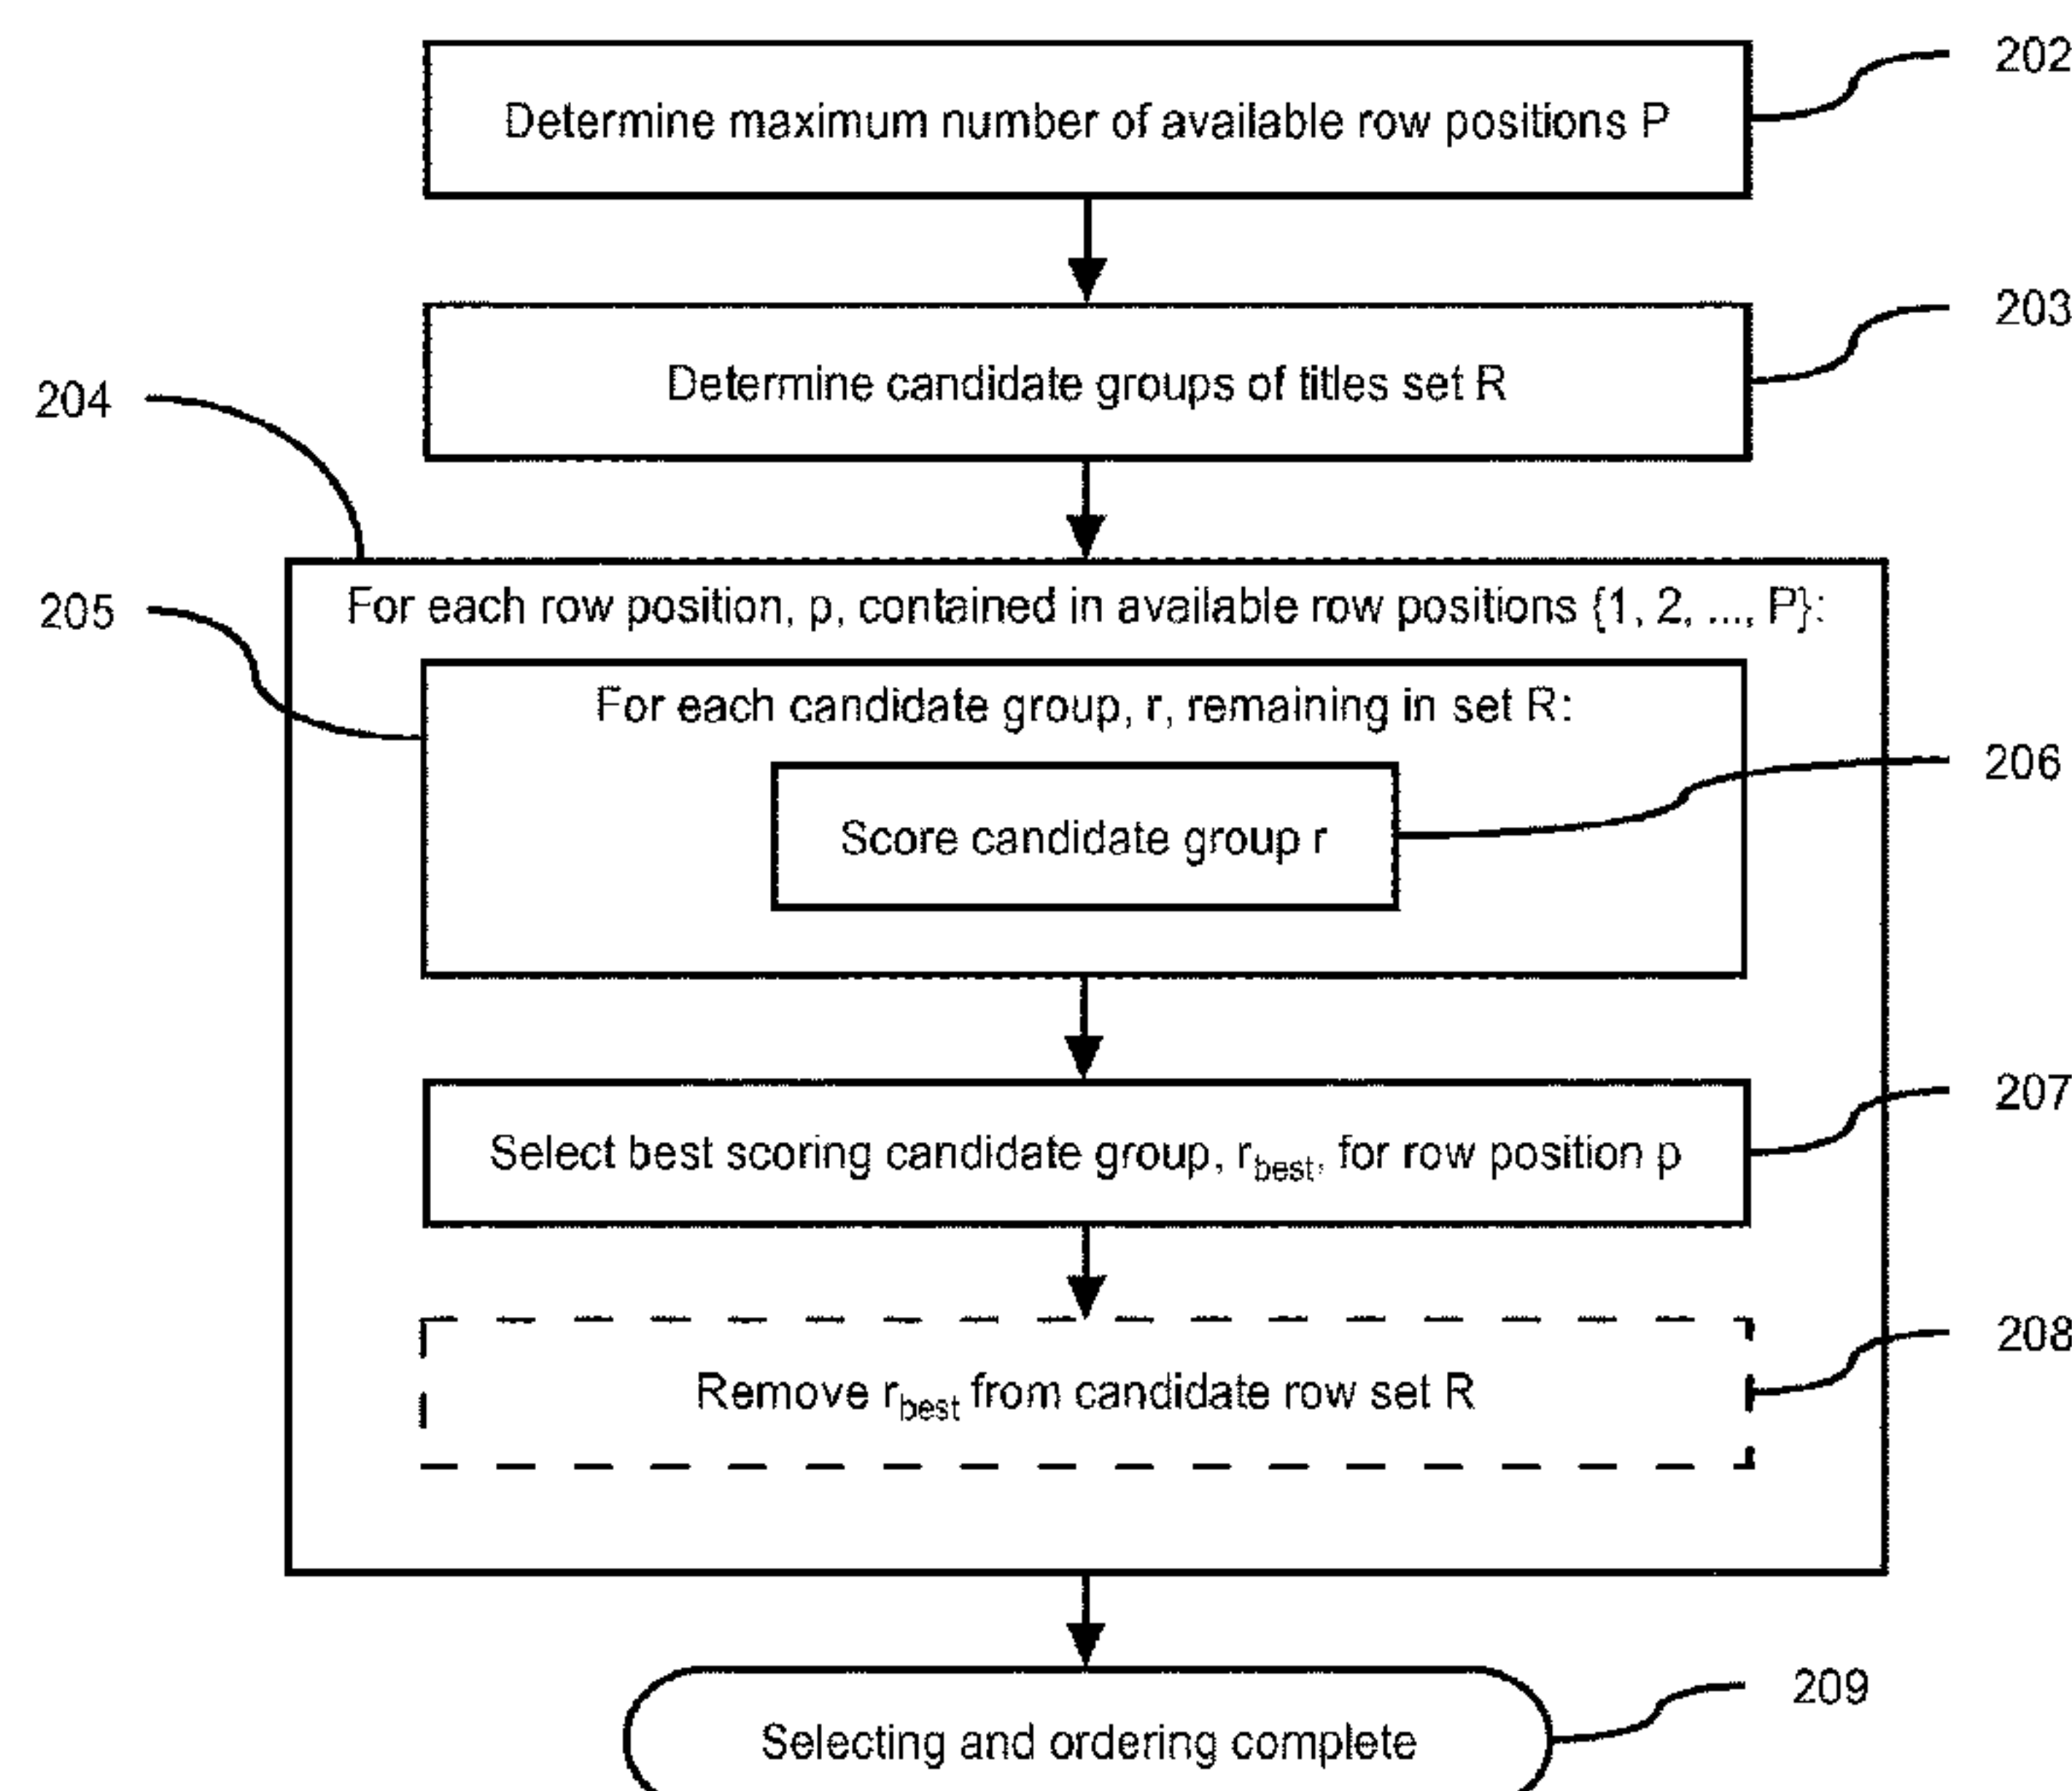 202
Determine maximum number of available row positions P
203
Determine candidate groups of titles set R
204
For each row position, p, contained in available row positions {1, 2, ..., P}:
205
For each candidate group, r, remaining in set R:
206
Score candidate group r
207
Select best scoring candidate group, rbest, for row position p
208
Remove rbest from candidate row set R
209
Selecting and ordering complete